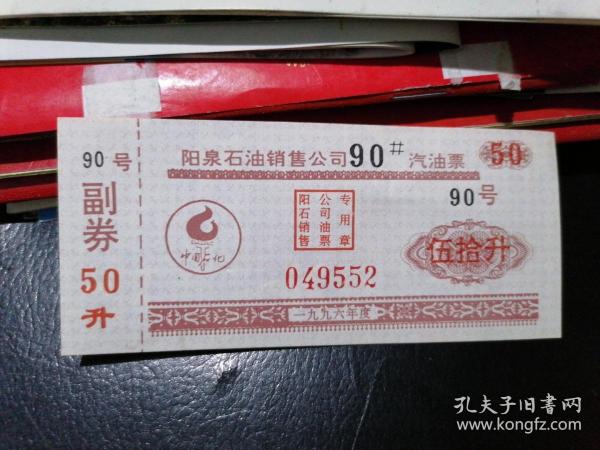 90号
副券
50
升
阳泉石油销售公司90#汽油票
50
90号
阳石销售
公司油票
专用章
中国石化
049552
伍拾升
一九九六年度
孔夫子旧書网
www.kongfz.com